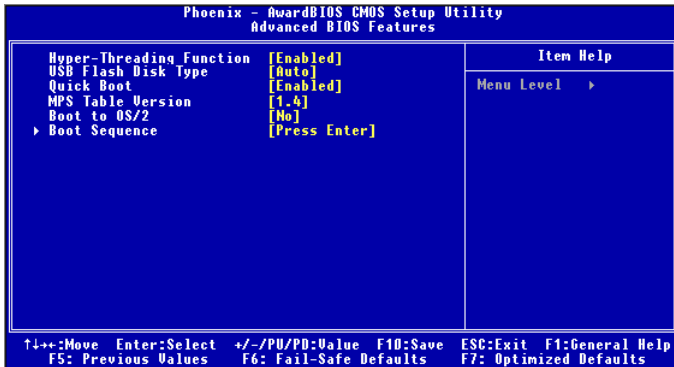 Phoenix - AwardBIOS CMOS Setup Utility
Advanced BIOS Features
Hyper-Threading Function [Enabled]
USB Flash Disk Type [Auto]
Quick Boot [Enabled]
MPS Table Version [1.4]
Boot to OS/2 [No]
▸ Boot Sequence [Press Enter]
Item Help
Menu Level ▸
↑↓→←:Move Enter:Select +/-/PU/PD:Value F10:Save ESC:Exit F1:General Help
F5: Previous Values F6: Fail-Safe Defaults F7: Optimized Defaults